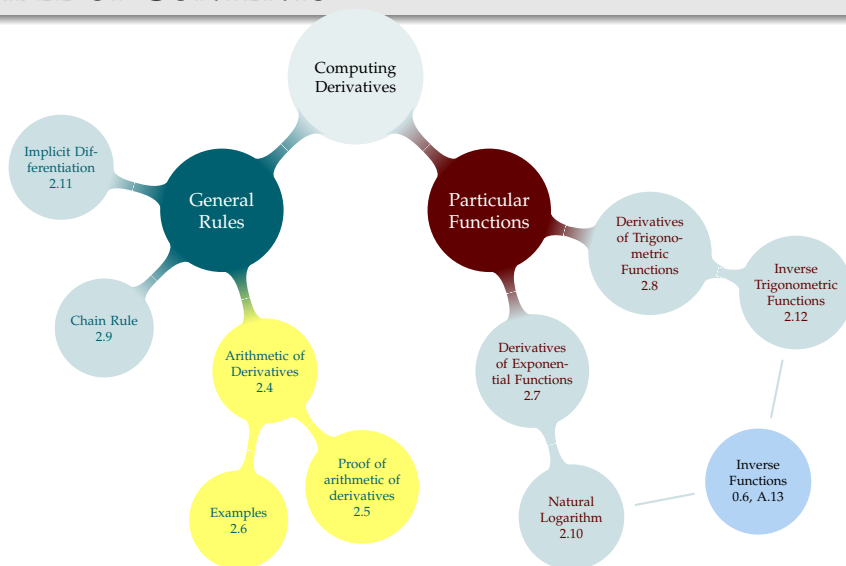 Computing
Derivatives
Implicit Dif-
ferentiation
2.11
General
Rules
Particular
Functions
Derivatives
of Trigono-
metric
Functions
2.8
Inverse
Trigonometric
Functions
2.12
Chain Rule
2.9
Arithmetic of
Derivatives
2.4
Derivatives
of Exponen-
tial Functions
2.7
Proof of
arithmetic of
derivatives
2.5
Examples
2.6
Natural
Logarithm
2.10
Inverse
Functions
0.6, A.13